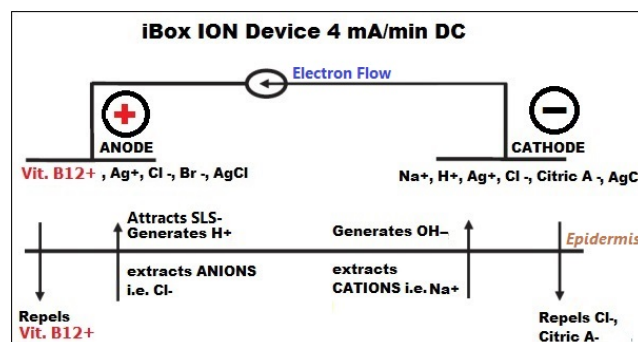 iBox ION Device 4 mA/min DC
Electron Flow
+
−
ANODE
CATHODE
Vit. B12+ , Ag+, Cl -, Br -, AgCl
Na+, H+, Ag+, Cl -, Citric A -, AgC
Attracts SLS-
Generates H+
Generates OH–
Epidermis
extracts ANIONS
i.e. Cl-
extracts
CATIONS i.e. Na+
Repels
Vit. B12+
Repels Cl-,
Citric A-